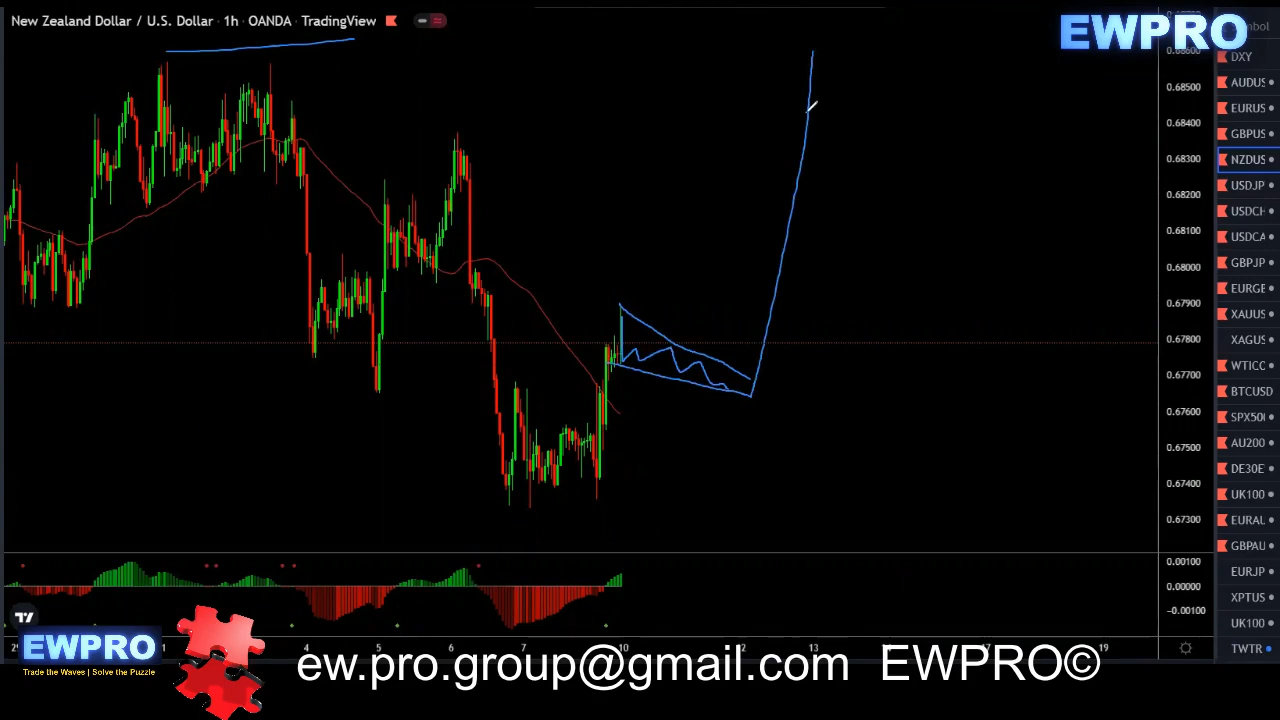 New Zealand Dollar / U.S. Dollar · 1h · OANDA · TradingView
EWPRO
DXY
AUDUS
EURUS
GBPUS
NZDUS
USDJP
USDCH
USDCA
GBPJP
EURGE
XAUUS
XAGUS
WTICC
BTCUSD
SPX50
AU200
DE30E
UK100
EURAL
GBPAU
EURJP
XPTUS
UK100
TWTR
0.68500
0.68400
0.68300
0.68200
0.68100
0.68000
0.67900
0.67800
0.67700
0.67600
0.67500
0.67400
0.67300
0.00100
0.00000
-0.00100
4 5 6 7 10 13 19
EWPRO
Trade the Waves | Solve the Puzzle
ew.pro.group@gmail.com EWPRO©